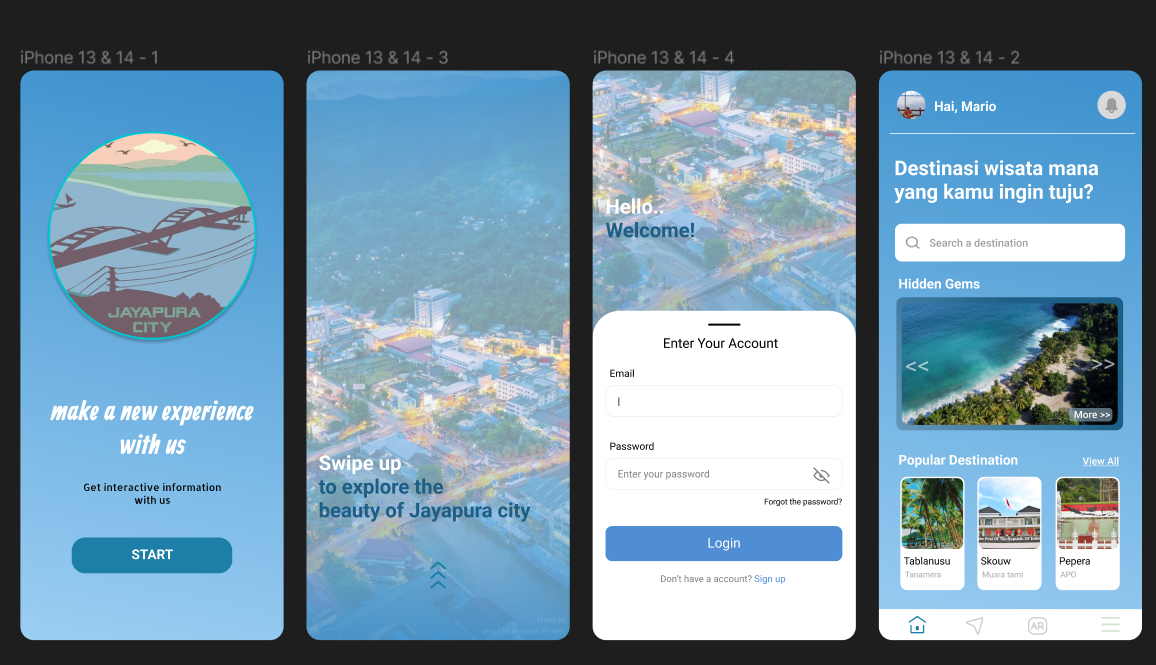 iPhone 13 & 14 - 1
JAYAPURA
CITY
make a new experience
with us
Get interactive information
with us
START
iPhone 13 & 14 - 3
Swipe up
to explore the
beauty of Jayapura city
iPhone 13 & 14 - 4
Hello..
Welcome!
Enter Your Account
Email
Password
Enter your password
Forgot the password?
Login
Don't have a account? Sign up
iPhone 13 & 14 - 2
Hai, Mario
Destinasi wisata mana
yang kamu ingin tuju?
Search a destination
Hidden Gems
<< >>
More >>
Popular Destination View All
Tablanusu
Tanamera
Skouw
Muara tami
Pepera
APO
AR